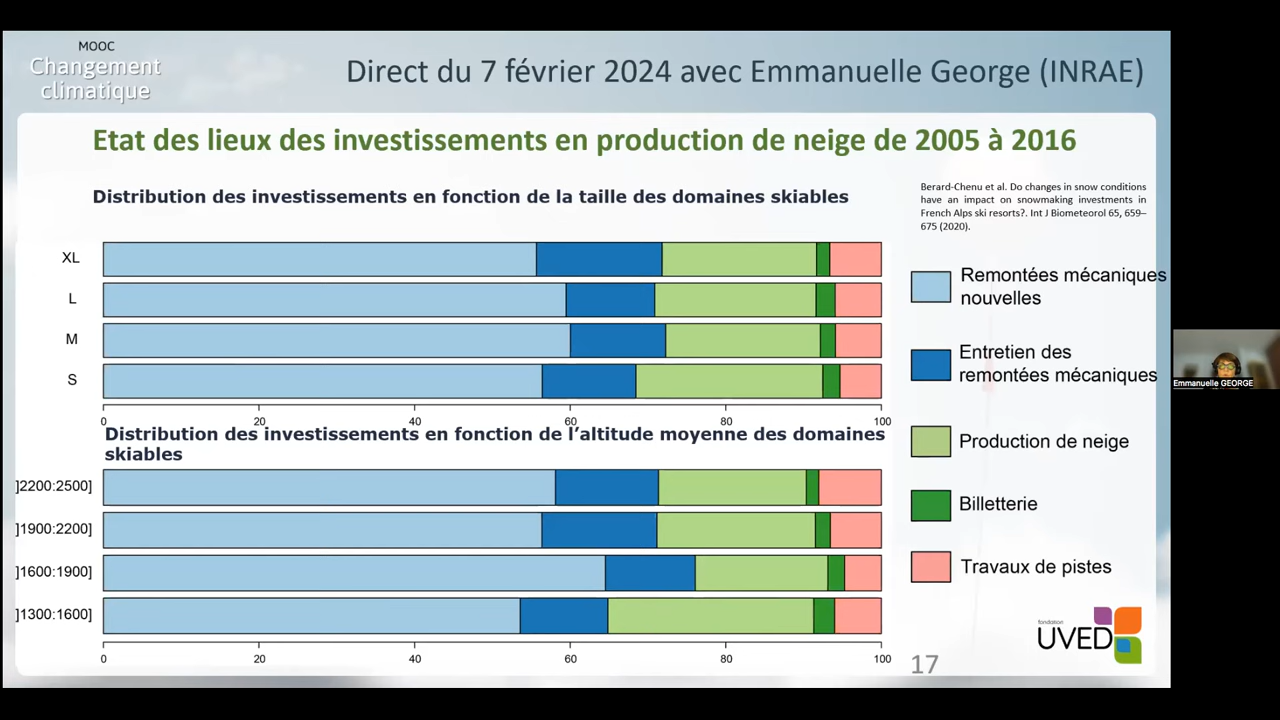 MOOC
Changement
climatique
Direct du 7 février 2024 avec Emmanuelle George (INRAE)
Etat des lieux des investissements en production de neige de 2005 à 2016
Distribution des investissements en fonction de la taille des domaines skiables
Berard-Chenu et al. Do changes in snow conditions
have an impact on snowmaking investments in
French Alps ski resorts?. Int J Biometeorol 65, 659–
675 (2020).
XL
L
M
S
0 20 40 60 80 100
Distribution des investissements en fonction de l’altitude moyenne des domaines
skiables
]2200:2500]
]1900:2200]
]1600:1900]
]1300:1600]
0 20 40 60 80 100
Remontées mécaniques
nouvelles
Entretien des
remontées mécaniques
Production de neige
Billetterie
Travaux de pistes
fondation
UVED
17
Emmanuelle GEORGE